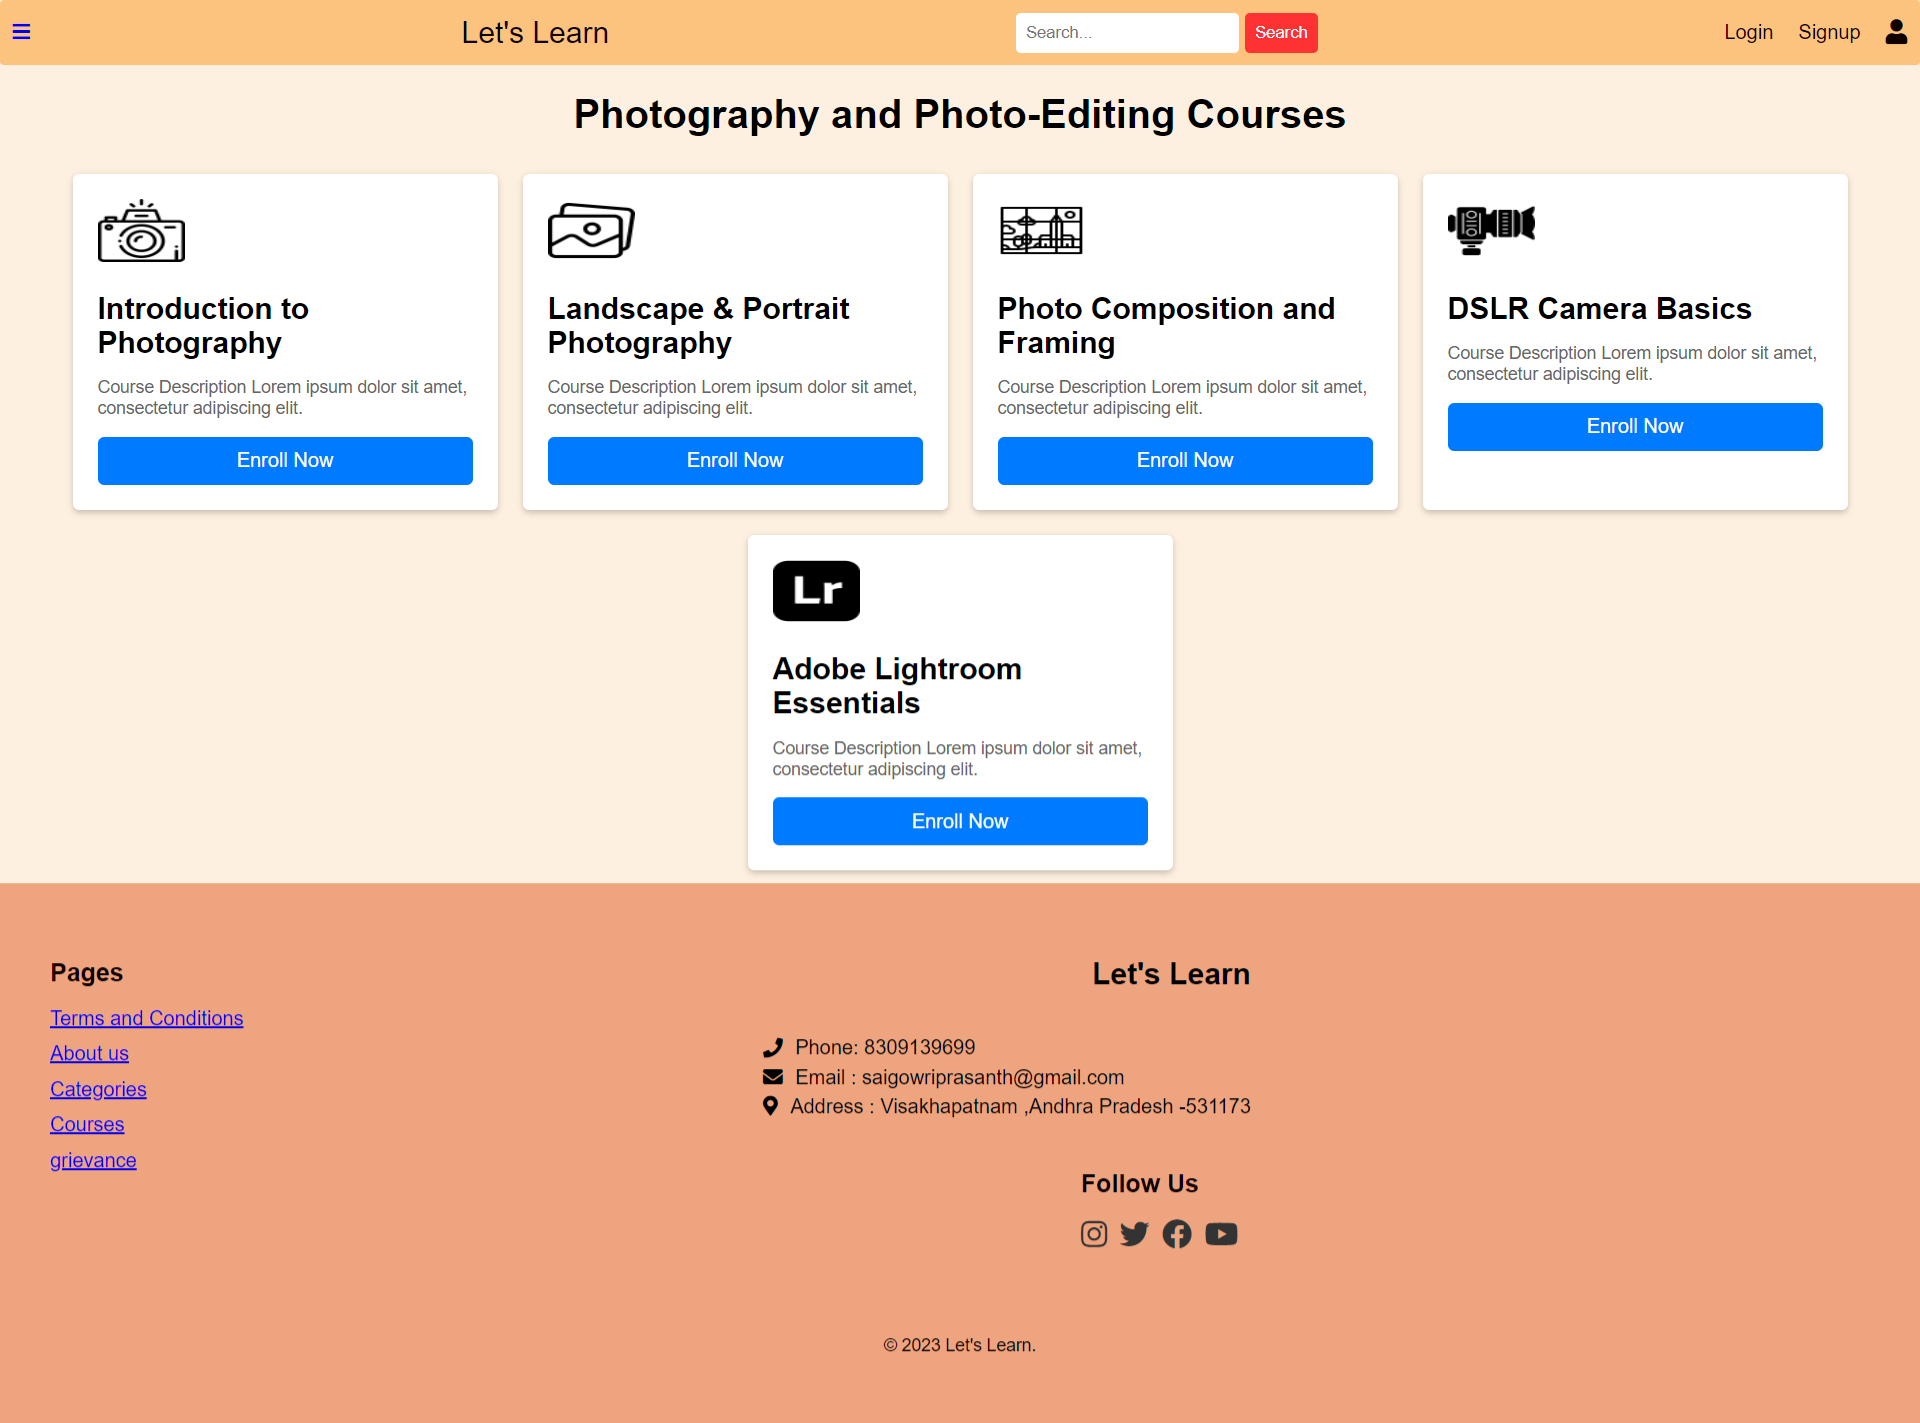 Let's Learn
Search...
Search
Login
Signup
Photography and Photo-Editing Courses
Introduction to
Photography
Course Description Lorem ipsum dolor sit amet,
consectetur adipiscing elit.
Enroll Now
Landscape & Portrait
Photography
Course Description Lorem ipsum dolor sit amet,
consectetur adipiscing elit.
Enroll Now
Photo Composition and
Framing
Course Description Lorem ipsum dolor sit amet,
consectetur adipiscing elit.
Enroll Now
DSLR Camera Basics
Course Description Lorem ipsum dolor sit amet,
consectetur adipiscing elit.
Enroll Now
Lr
Adobe Lightroom
Essentials
Course Description Lorem ipsum dolor sit amet,
consectetur adipiscing elit.
Enroll Now
Pages
Terms and Conditions
About us
Categories
Courses
grievance
Let's Learn
Phone: 8309139699
Email : saigowriprasanth@gmail.com
Address : Visakhapatnam ,Andhra Pradesh -531173
Follow Us
© 2023 Let's Learn.